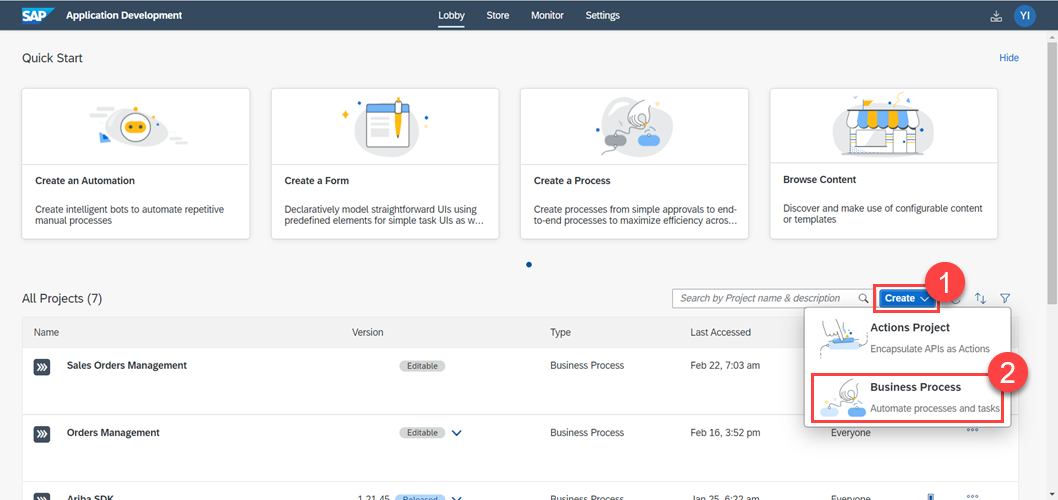 SAP Application Development Lobby Store Monitor Settings YI
Quick Start Hide
Create an Automation
Create intelligent bots to automate repetitive
manual processes
Create a Form
Declaratively model straightforward UIs using
predefined elements for simple task UIs as w...
Create a Process
Create processes from simple approvals to end-
to-end processes to maximize efficiency acros...
Browse Content
Discover and make use of configurable content
or templates
All Projects (7) Search by Project name & description Create 1
Name Version Type Last Accessed
Actions Project
Encapsulate APIs as Actions
2
Business Process
Automate processes and tasks
Sales Orders Management Editable Business Process Feb 22, 7:03 am
Orders Management Editable Business Process Feb 16, 3:52 pm Everyone
Ariba SDK 1.21.45 Released Business Process Jan 25, 6:22 am Everyone